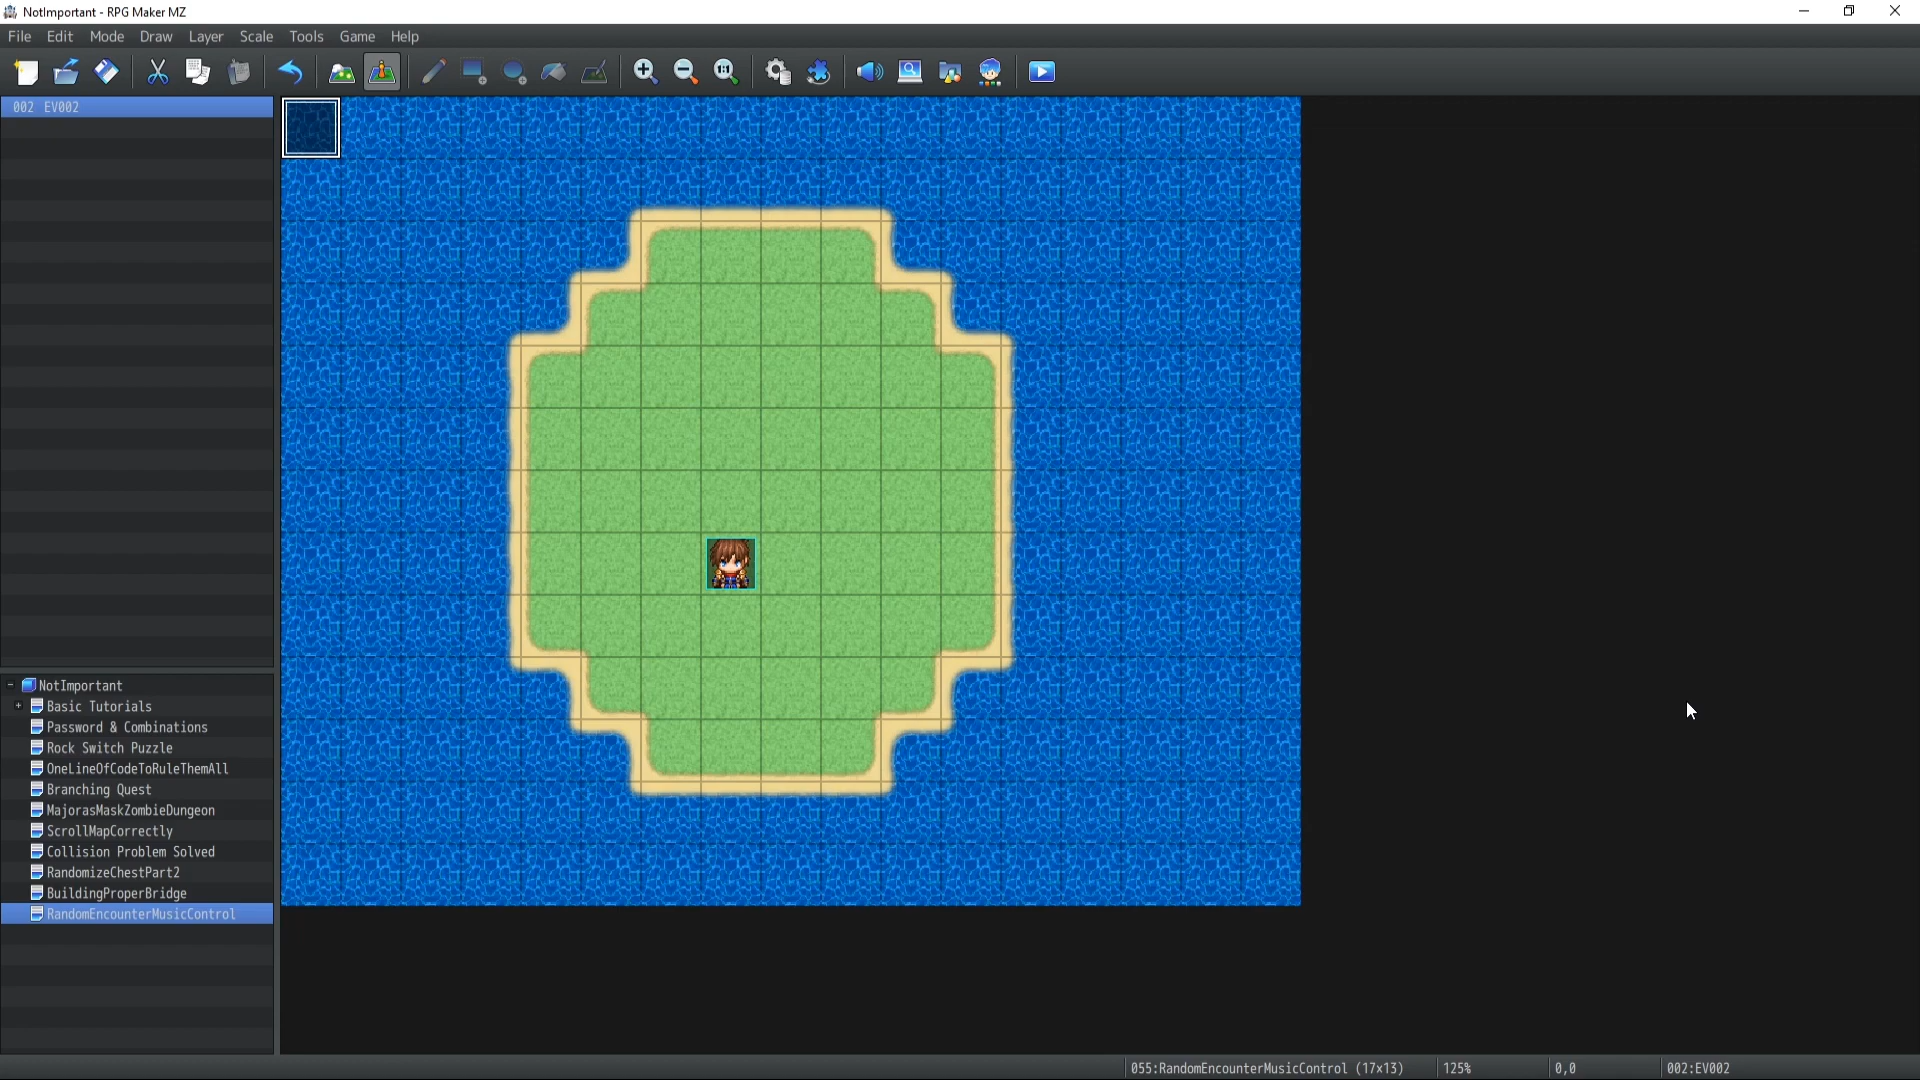 NotImportant - RPG Maker MZ
File Edit Mode Draw Layer Scale Tools Game Help
1:1
002 EV002
NotImportant
Basic Tutorials
Password & Combinations
Rock Switch Puzzle
OneLineOfCodeToRuleThemAll
Branching Quest
MajorasMaskZombieDungeon
ScrollMapCorrectly
Collision Problem Solved
RandomizeChestPart2
BuildingProperBridge
RandomEncounterMusicControl
055:RandomEncounterMusicControl (17x13) 125% 0,0 002:EV002